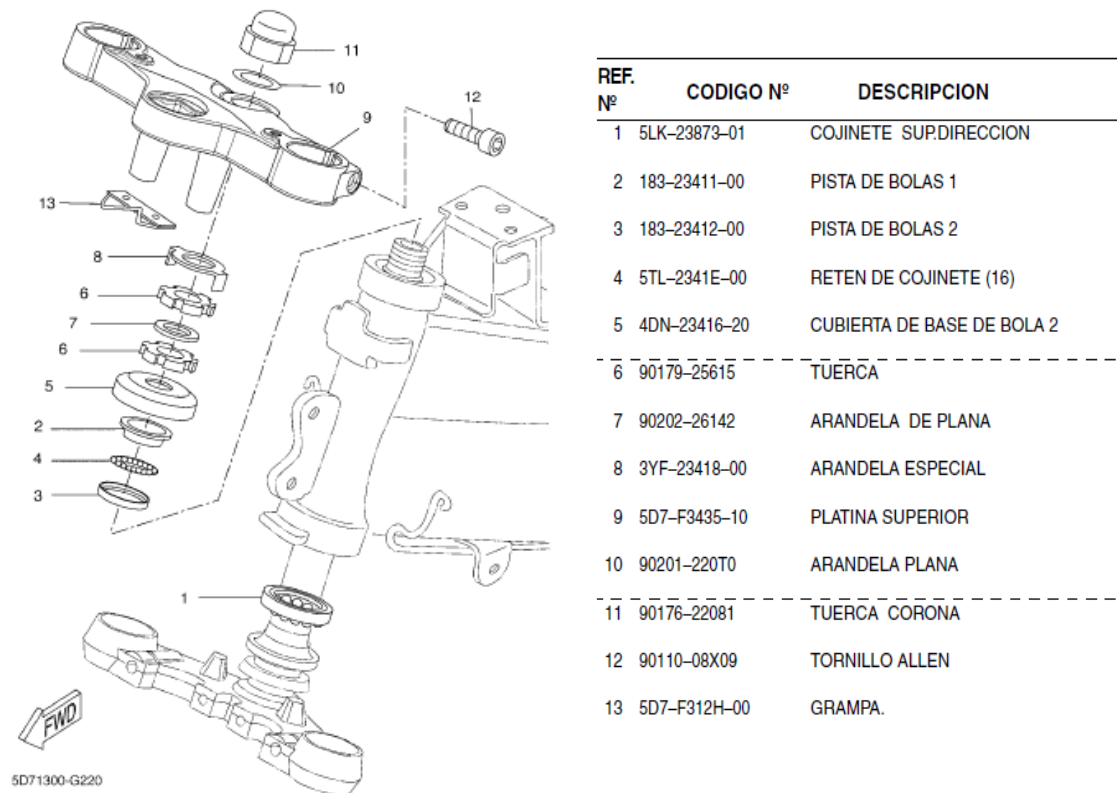 11
10
12
9
13
8
6
7
6
5
2
4
3
1
FWD
5D71300-G220
REF. Nº CODIGO Nº DESCRIPCION
1 5LK–23873–01 COJINETE SUP.DIRECCION
2 183–23411–00 PISTA DE BOLAS 1
3 183–23412–00 PISTA DE BOLAS 2
4 5TL–2341E–00 RETEN DE COJINETE (16)
5 4DN–23416–20 CUBIERTA DE BASE DE BOLA 2
6 90179–25615 TUERCA
7 90202–26142 ARANDELA DE PLANA
8 3YF–23418–00 ARANDELA ESPECIAL
9 5D7–F3435–10 PLATINA SUPERIOR
10 90201–220T0 ARANDELA PLANA
11 90176–22081 TUERCA CORONA
12 90110–08X09 TORNILLO ALLEN
13 5D7–F312H–00 GRAMPA.